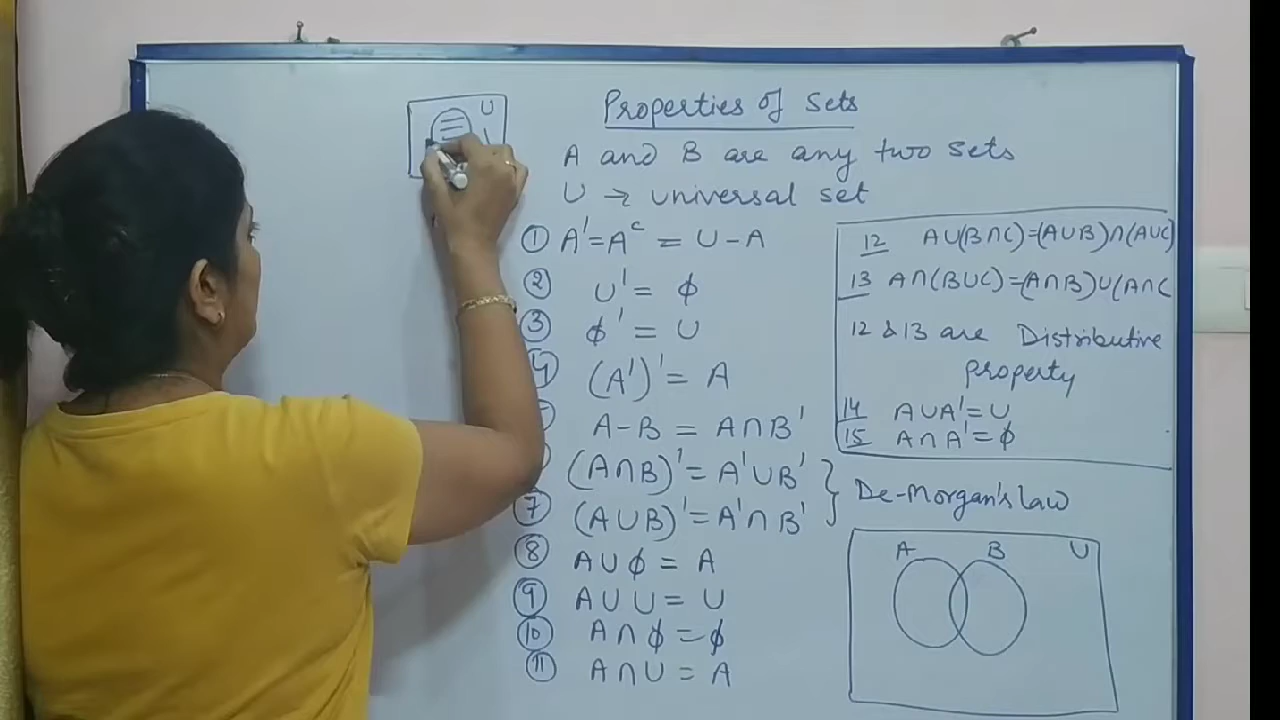 U
Properties of Sets
A and B are any two sets
U → universal set
① A' = Aᶜ = U - A
② U' = ϕ
③ ϕ' = U
4 (A')' = A
A - B = A∩B'
(A∩B)' = A'∪B'
⑦ (A∪B)' = A'∩B'
} De-Morgan's law
⑧ A∪ϕ = A
⑨ A∪U = U
⑩ A∩ϕ = ϕ
⑪ A∩U = A
12 A∪(B∩C)=(A∪B)∩(A∪C)
13 A∩(B∪C)=(A∩B)∪(A∩C
12 & 13 are Distributive
property
14 A∪A' = U
15 A∩A' = ϕ
A B U